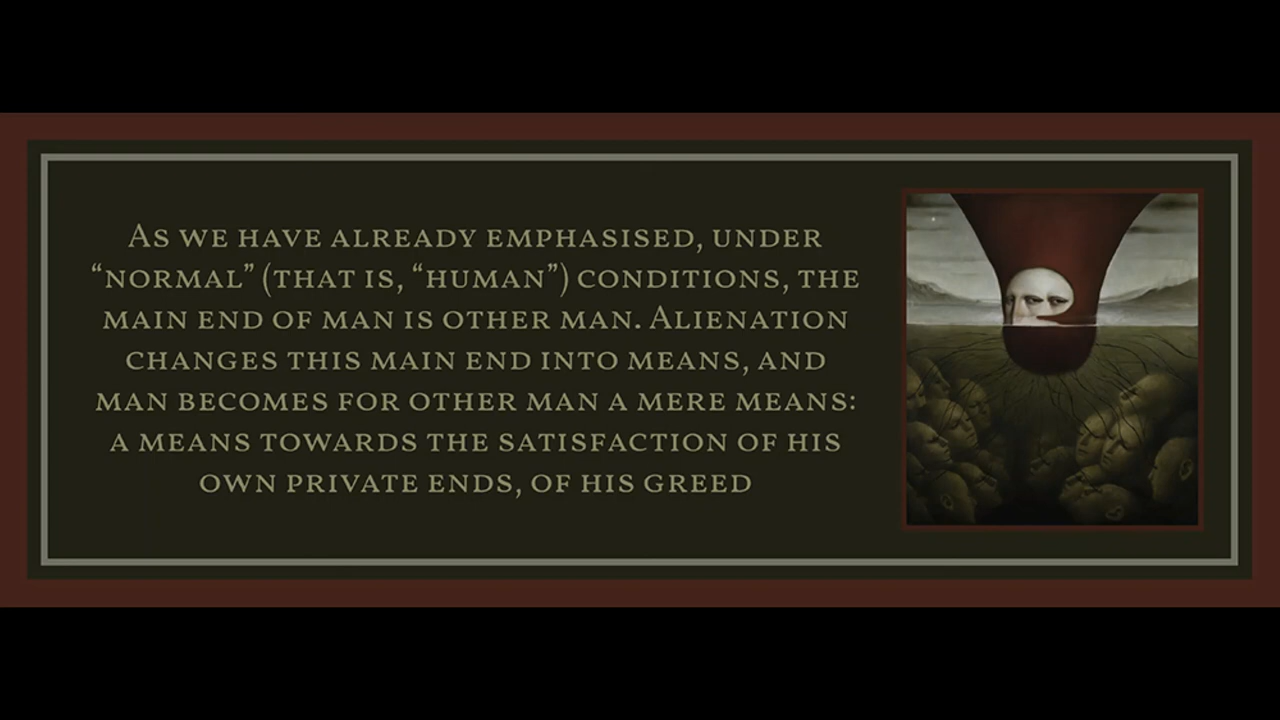 As we have already emphasised, under
“normal” (that is, “human”) conditions, the
main end of man is other man. Alienation
changes this main end into means, and
man becomes for other man a mere means:
a means towards the satisfaction of his
own private ends, of his greed